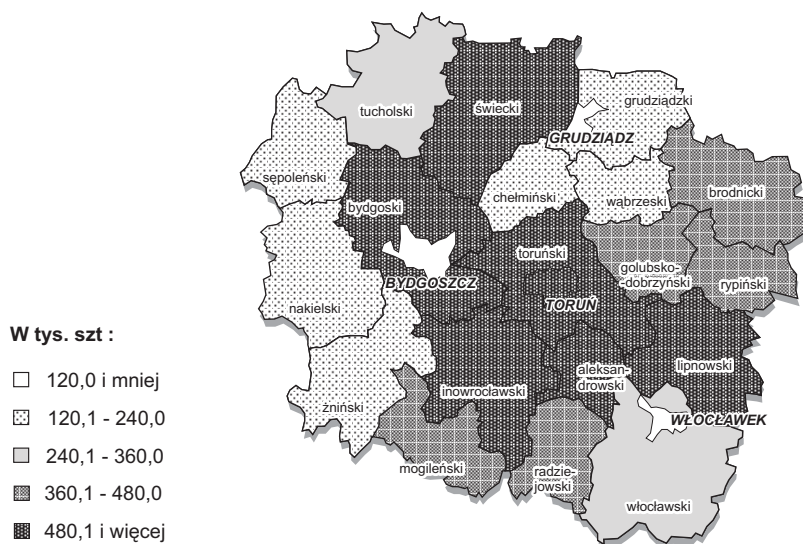 tucholski
świecki
grudziądzki
GRUDZIĄDZ
sępoleński
bydgoski
chełmiński
wąbrzeski
brodnicki
toruński
golubsko-
-dobrzyński
rypiński
BYDGOSZCZ
TORUŃ
nakielski
aleksan-
drowski
lipnowski
inowrocławski
żniński
WŁOCŁAWEK
mogileński
radzie-
jowski
włocławski
W tys. szt :
120,0 i mniej
120,1 - 240,0
240,1 - 360,0
360,1 - 480,0
480,1 i więcej